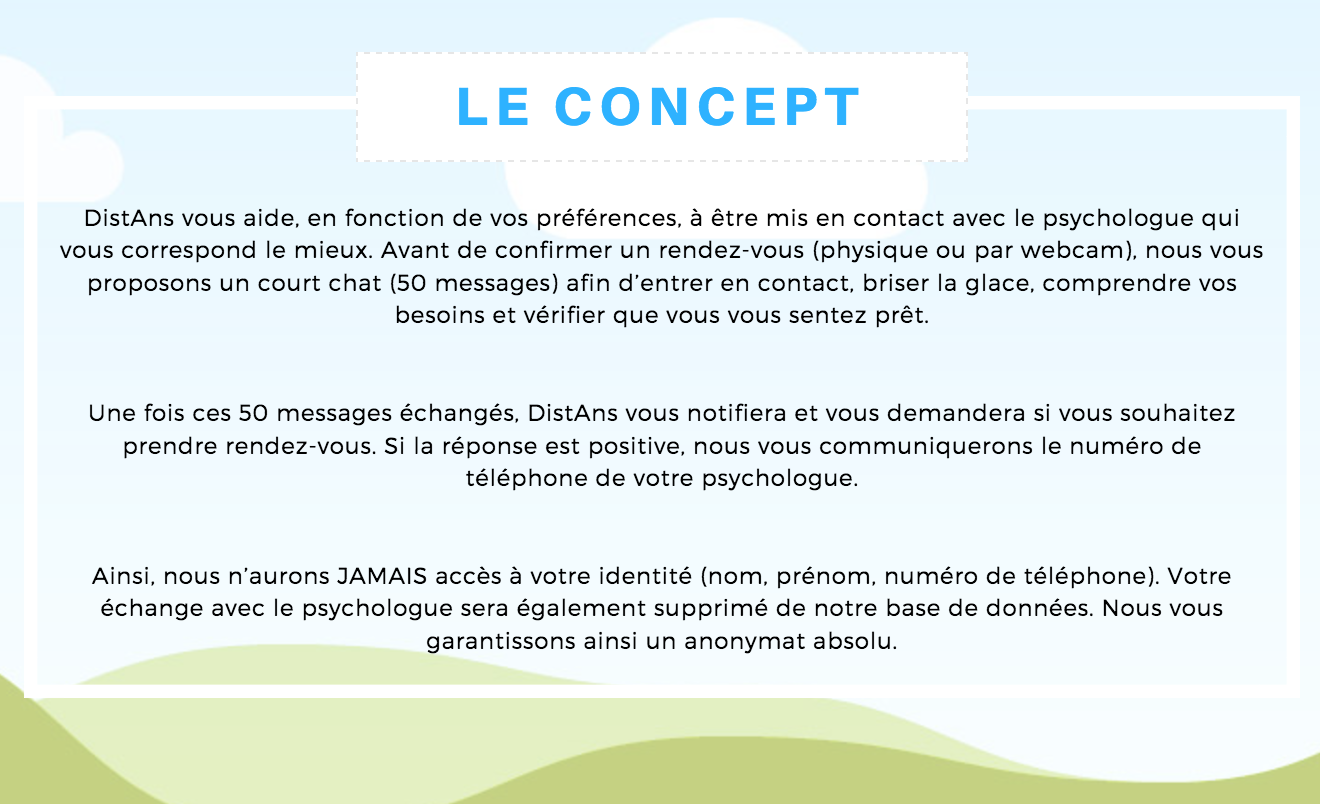 LE CONCEPT
DistAns vous aide, en fonction de vos préférences, à être mis en contact avec le psychologue qui
vous correspond le mieux. Avant de confirmer un rendez-vous (physique ou par webcam), nous vous
proposons un court chat (50 messages) afin d’entrer en contact, briser la glace, comprendre vos
besoins et vérifier que vous vous sentez prêt.
Une fois ces 50 messages échangés, DistAns vous notifiera et vous demandera si vous souhaitez
prendre rendez-vous. Si la réponse est positive, nous vous communiquerons le numéro de
téléphone de votre psychologue.
Ainsi, nous n’aurons JAMAIS accès à votre identité (nom, prénom, numéro de téléphone). Votre
échange avec le psychologue sera également supprimé de notre base de données. Nous vous
garantissons ainsi un anonymat absolu.